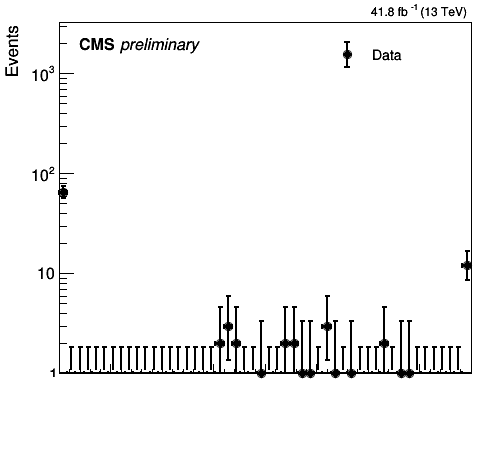 41.8 fb⁻¹ (13 TeV)
CMS preliminary
Data
Events
10³
10²
10
1